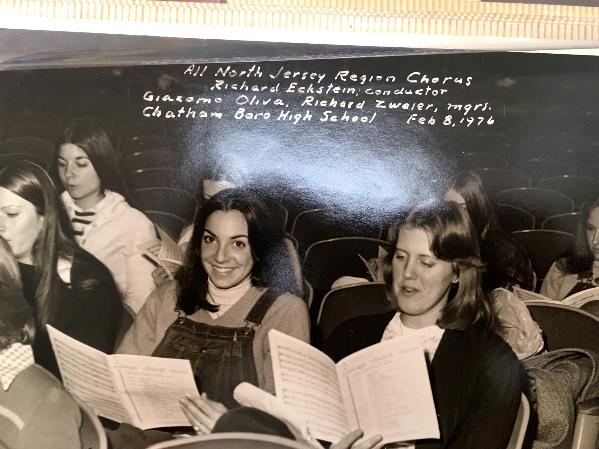 All North Jersey Region Chorus
Richard Eckstein, conductor
Giacomo Oliva, Richard Zweier, mgrs.
Chatham Boro High School Feb 8, 1976